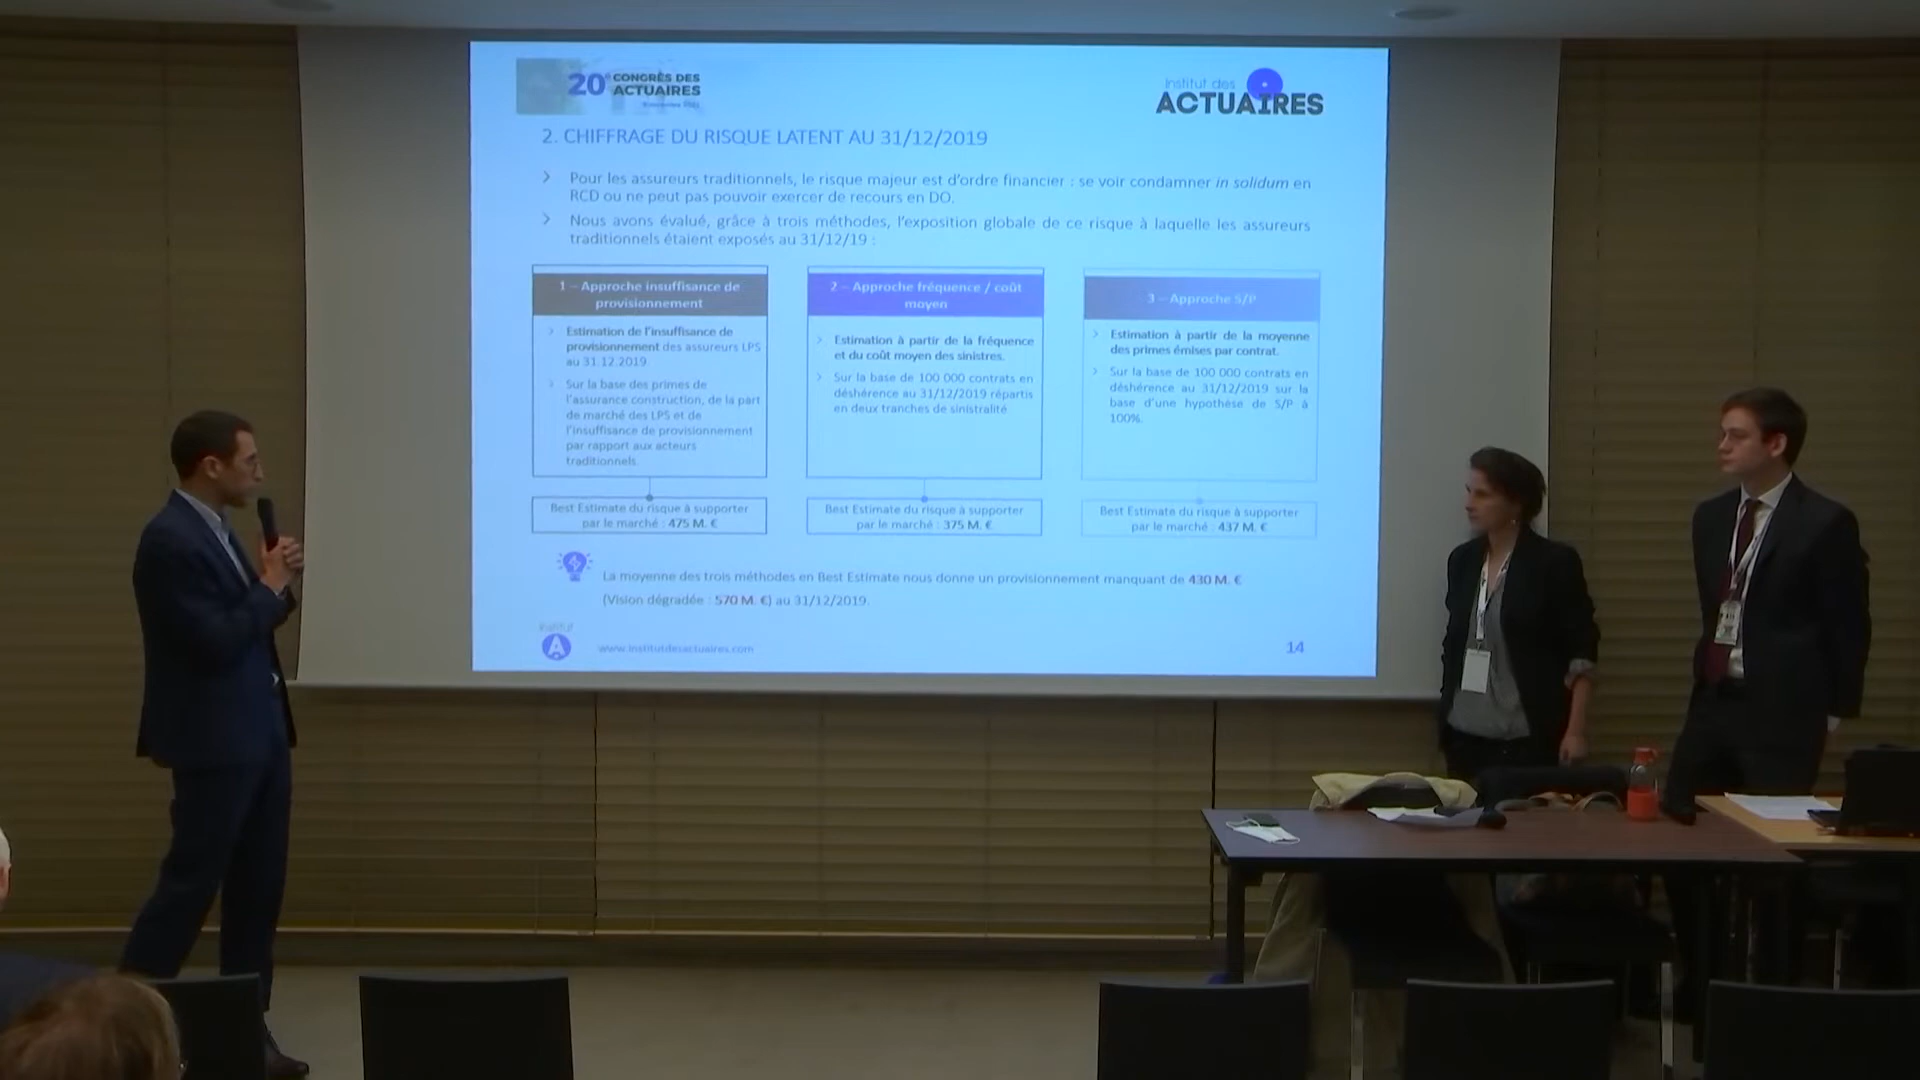 20e CONGRÈS DES
ACTUAIRES
Institut des
ACTUAIRES
2. CHIFFRAGE DU RISQUE LATENT AU 31/12/2019
> Pour les assureurs traditionnels, le risque majeur est d'ordre financier : se voir condamner in solidum en
RCD ou ne peut pas pouvoir exercer de recours en DO.
> Nous avons évalué, grâce à trois méthodes, l'exposition globale de ce risque à laquelle les assureurs
traditionnels étaient exposés au 31/12/19 :
1 – Approche insuffisance de
provisionnement
> Estimation de l'insuffisance de
provisionnement des assureurs LPS
au 31.12.2019.
> Sur la base des primes de
l'assurance construction, de la part
de marché des LPS et de
l'insuffisance de provisionnement
par rapport aux acteurs
traditionnels.
Best Estimate du risque à supporter
par le marché : 475 M. €
2 – Approche fréquence / coût
moyen
> Estimation à partir de la fréquence
et du coût moyen des sinistres.
> Sur la base de 100 000 contrats en
déshérence au 31/12/2019 répartis
en deux tranches de sinistralité
Best Estimate du risque à supporter
par le marché : 375 M. €
3 – Approche S/P
> Estimation à partir de la moyenne
des primes émises par contrat.
> Sur la base de 100 000 contrats en
déshérence au 31/12/2019 sur la
base d'une hypothèse de S/P à
100%.
Best Estimate du risque à supporter
par le marché : 437 M. €
La moyenne des trois méthodes en Best Estimate nous donne un provisionnement manquant de 430 M. €
(Vision dégradée : 570 M. €) au 31/12/2019.
Institut
A
www.institutdesactuaires.com
14